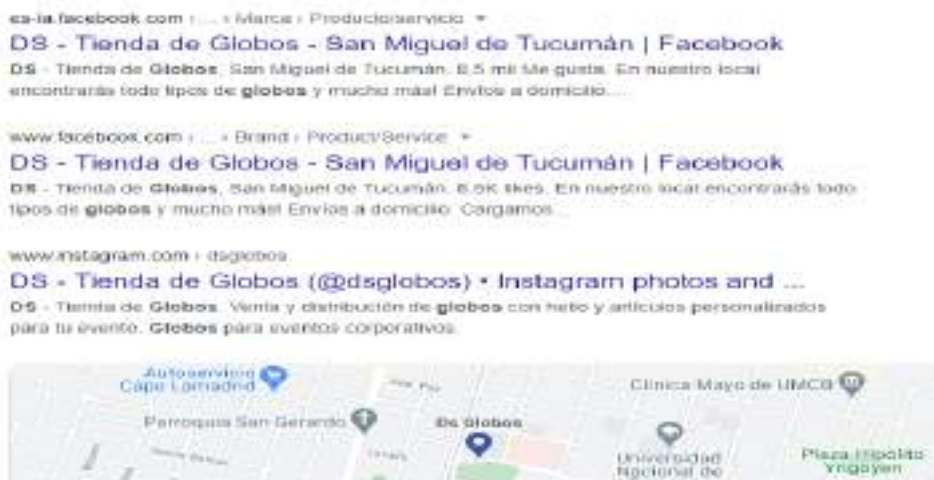 es-la.facebook.com › ... › Marca › Producto/servicio
DS - Tienda de Globos - San Miguel de Tucumán | Facebook
DS - Tienda de Globos, San Miguel de Tucumán. 8.5 mil Me gusta. En nuestro local
encontrarás todo tipos de globos y mucho más! Envíos a domicilio....
www.facebook.com › ... › Brand › Product/Service
DS - Tienda de Globos - San Miguel de Tucumán | Facebook
DS - Tienda de Globos, San Miguel de Tucumán. 8.5K likes. En nuestro local encontrarás todo
tipos de globos y mucho más! Envíos a domicilio. Cargamos...
www.instagram.com › dsglobos
DS - Tienda de Globos (@dsglobos) • Instagram photos and ...
DS - Tienda de Globos. Venta y distribución de globos con helio y artículos personalizados
para tu evento. Globos para eventos corporativos.
Autoservicio
Cape Lamadrid
Clinica Mayo de UMCB
Parroquia San Gerardo
Ds Globos
Universidad
Nacional de
Plaza Hipólito
Yrigoyen